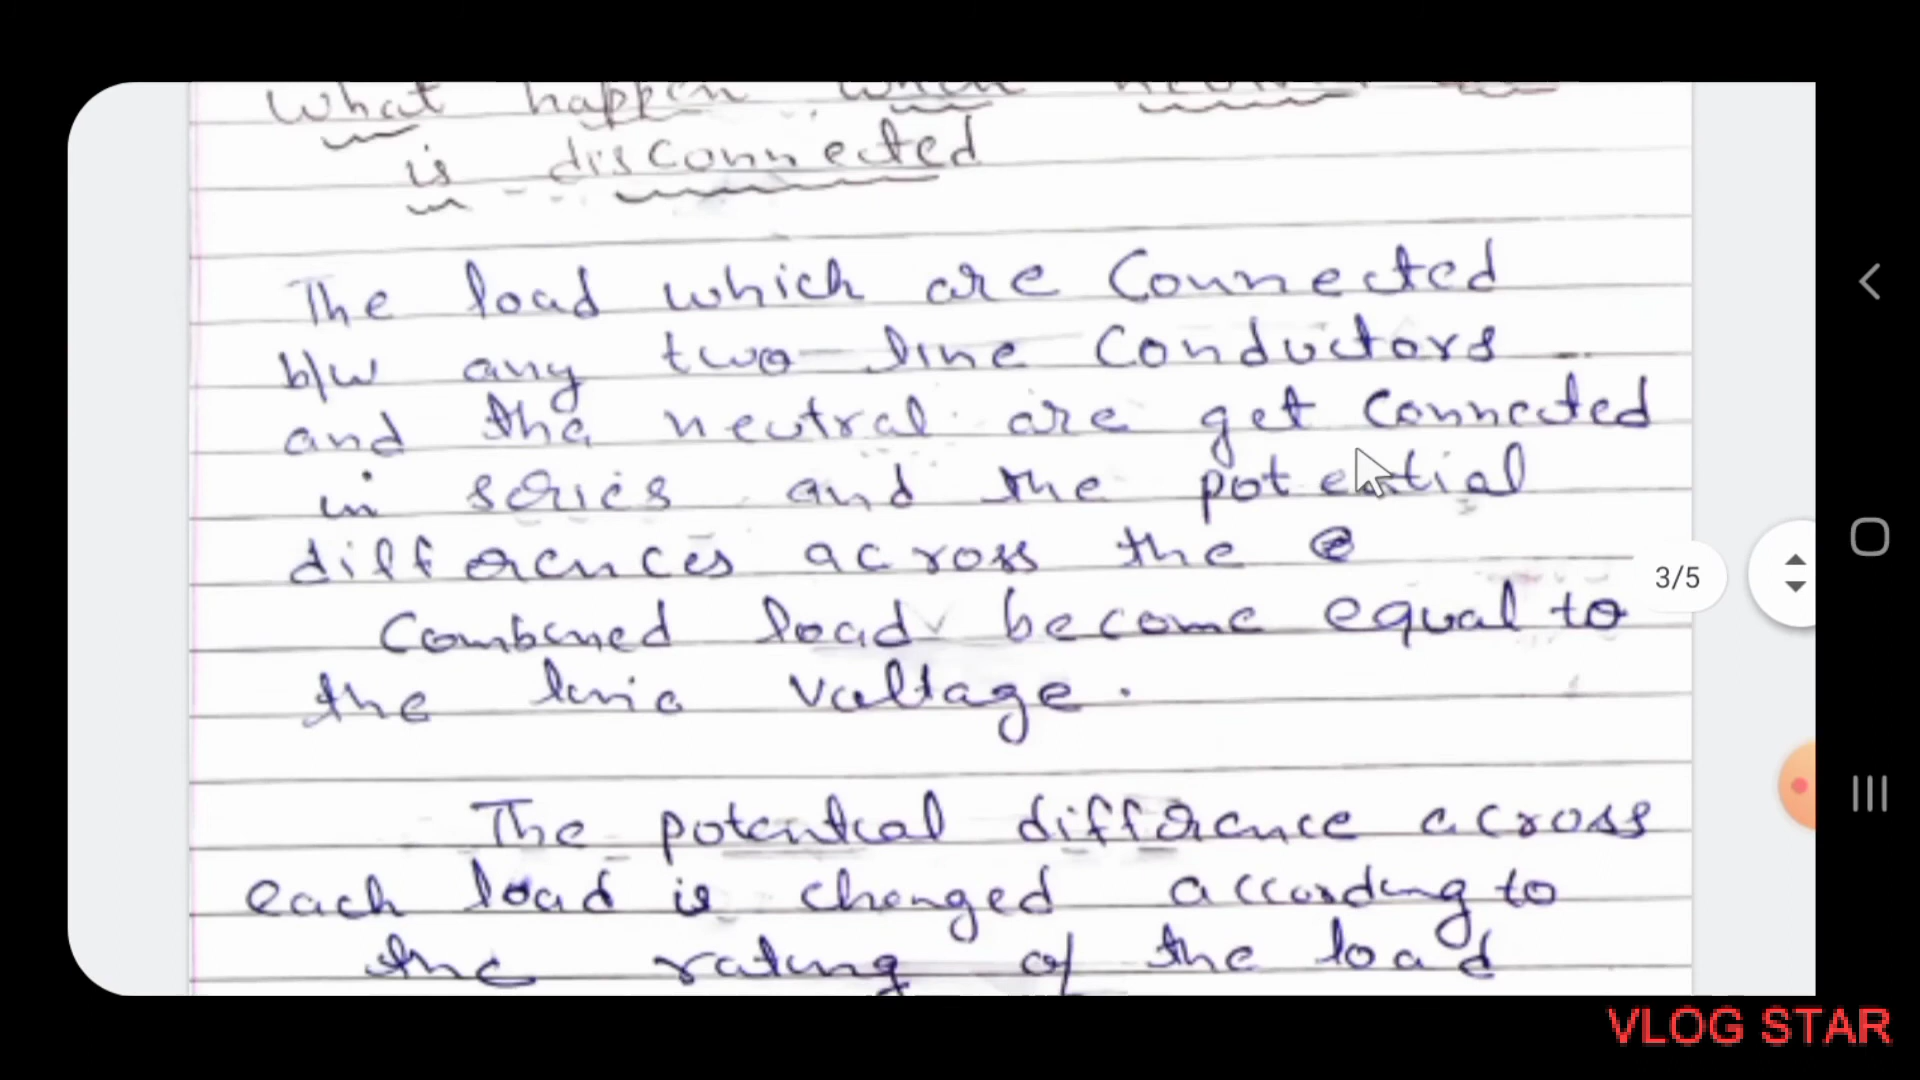 What happen when neutral
is disconnected
The load which are Connected
b/w any two line Conductors
and the neutral are get Connected
in series and the potential
differences across the
Combined load become equal to
the line Voltage.
3/5
The potential difference across
each load is changed according to
the rating of the load
VLOG STAR